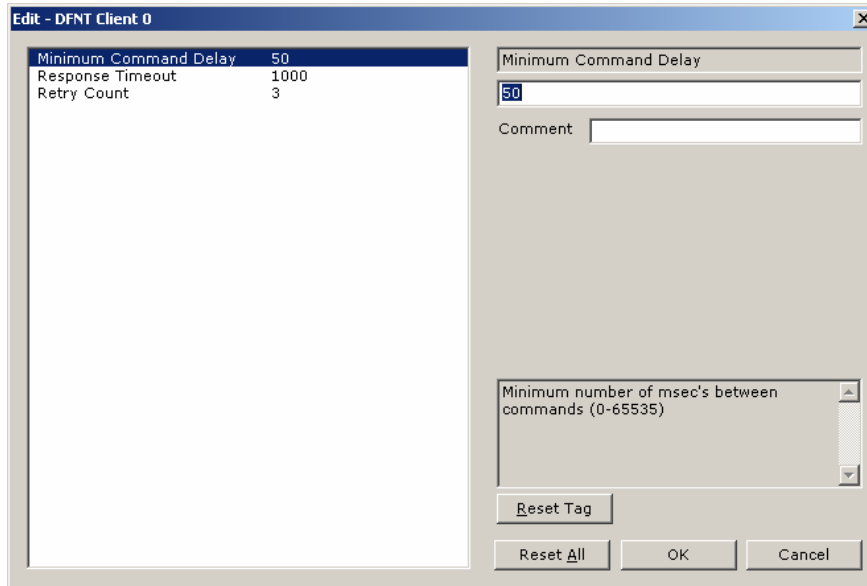 Edit - DFNT Client 0
Minimum Command Delay 50
Response Timeout 1000
Retry Count 3
Minimum Command Delay
50
Comment
Minimum number of msec's between
commands (0-65535)
Reset Tag
Reset All OK Cancel